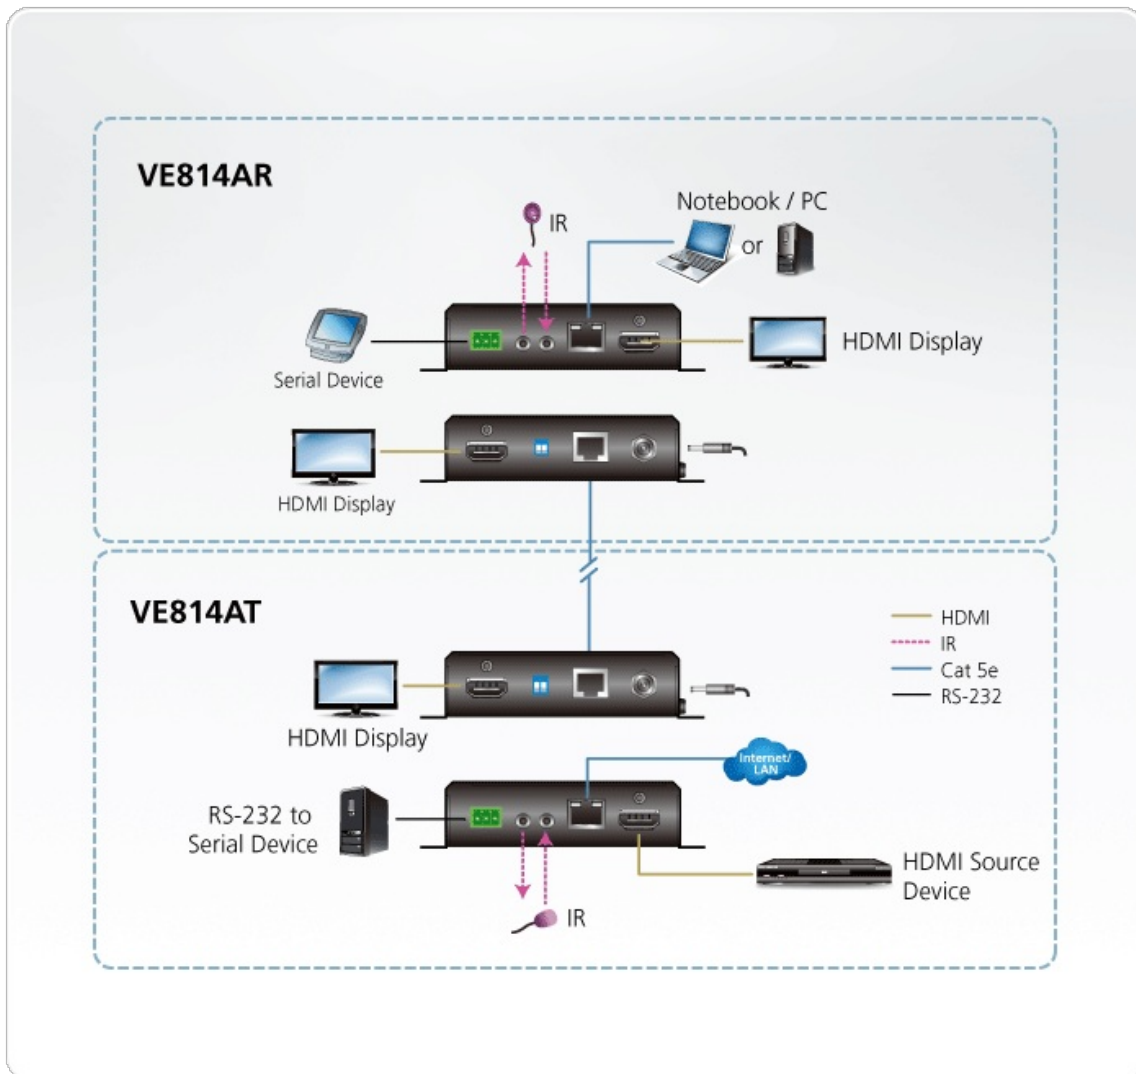 VE814AR
Notebook / PC
IR
or
HDMI Display
Serial Device
HDMI Display
VE814AT
HDMI
IR
Cat 5e
RS-232
HDMI Display
Internet/
LAN
RS-232 to
Serial Device
HDMI Source
Device
IR